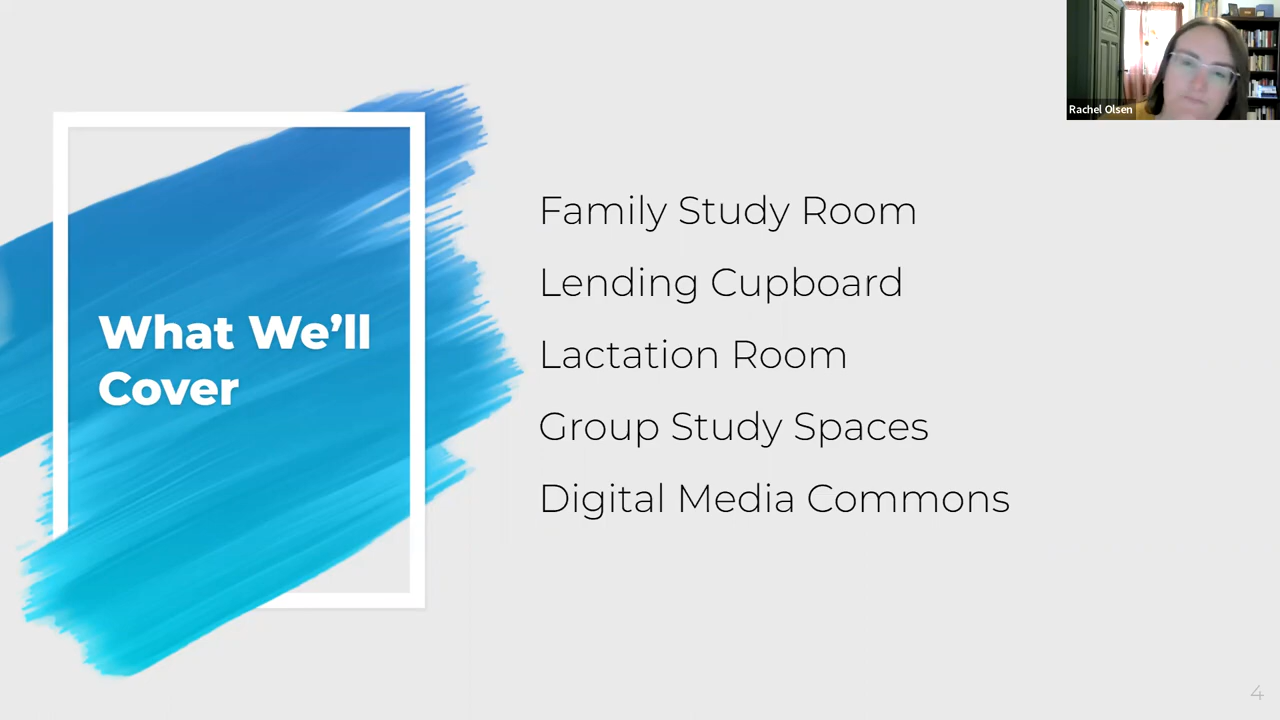 What We’ll
Cover
Family Study Room
Lending Cupboard
Lactation Room
Group Study Spaces
Digital Media Commons
Rachel Olsen
4